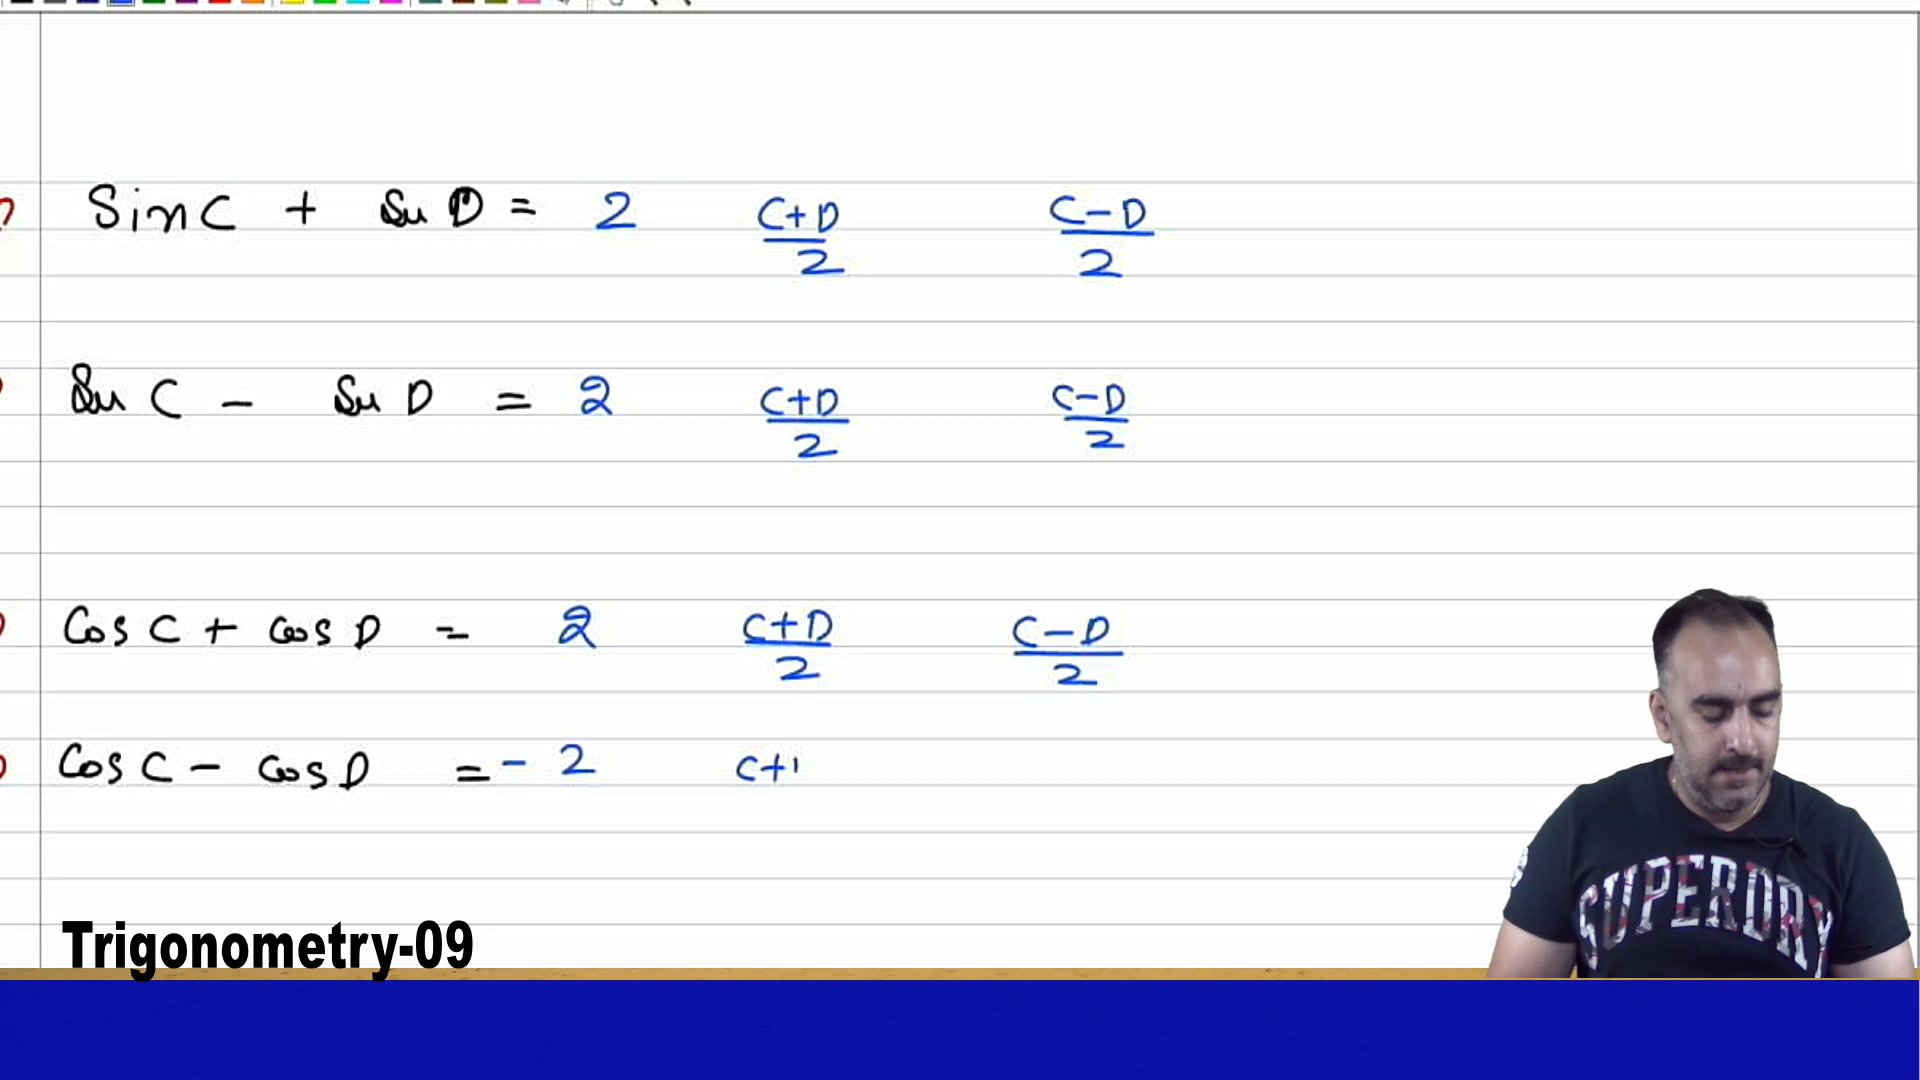 Sin C + Sin D = 2 C+D/2 C-D/2
Sin C - Sin D = 2 C+D/2 C-D/2
Cos C + Cos D = 2 C+D/2 C-D/2
Cos C - Cos D = -2 C+
SUPERDRY
Trigonometry-09